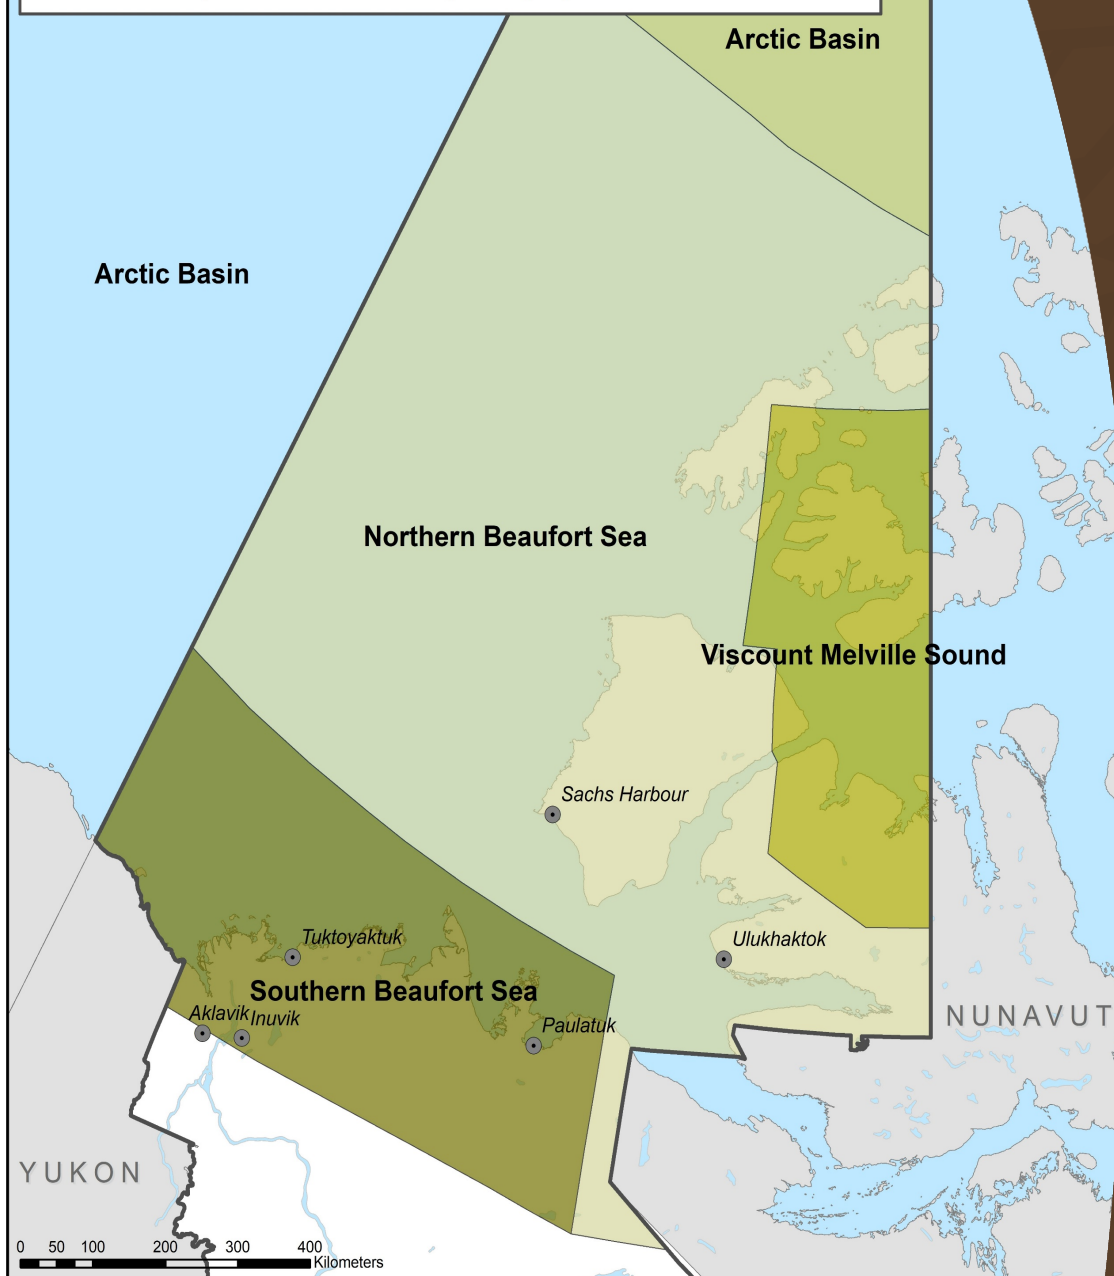 Arctic Basin
Arctic Basin
Northern Beaufort Sea
Viscount Melville Sound
Sachs Harbour
Tuktoyaktuk
Ulukhaktok
Southern Beaufort Sea
Aklavik
Inuvik
Paulatuk
NUNAVUT
YUKON
0 50 100 200 300 400
Kilometers